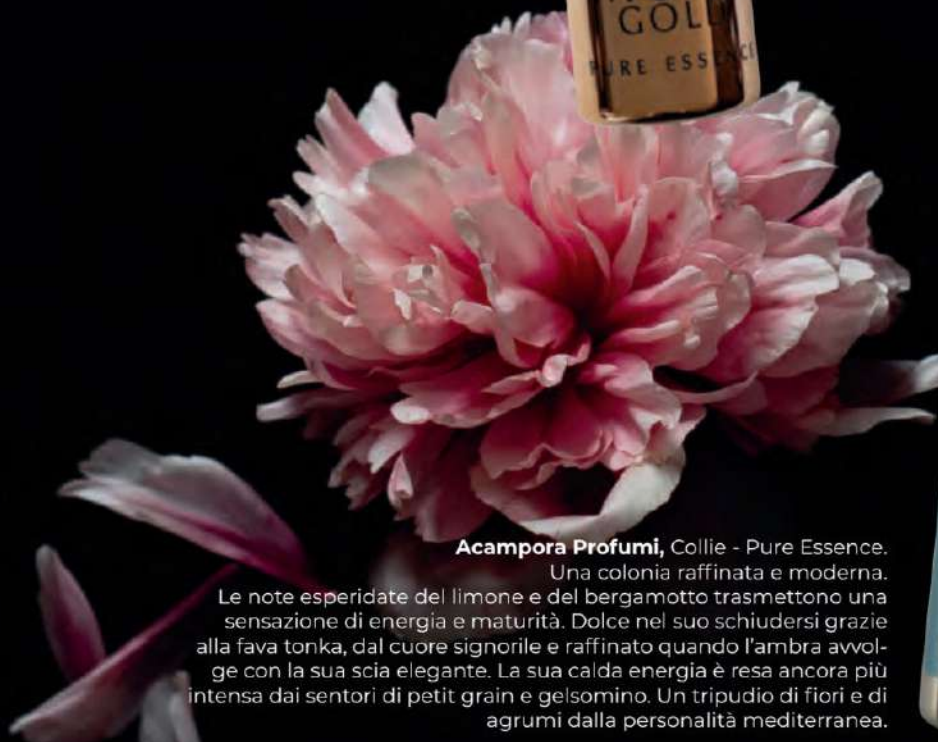 GOLD
PURE ESSENCE
Acampora Profumi, Collie - Pure Essence.
Una colonia raffinata e moderna.
Le note esperidate del limone e del bergamotto trasmettono una
sensazione di energia e maturità. Dolce nel suo schiudersi grazie
alla fava tonka, dal cuore signorile e raffinato quando l'ambra avvol-
ge con la sua scia elegante. La sua calda energia è resa ancora più
intensa dai sentori di petit grain e gelsomino. Un tripudio di fiori e di
agrumi dalla personalità mediterranea.